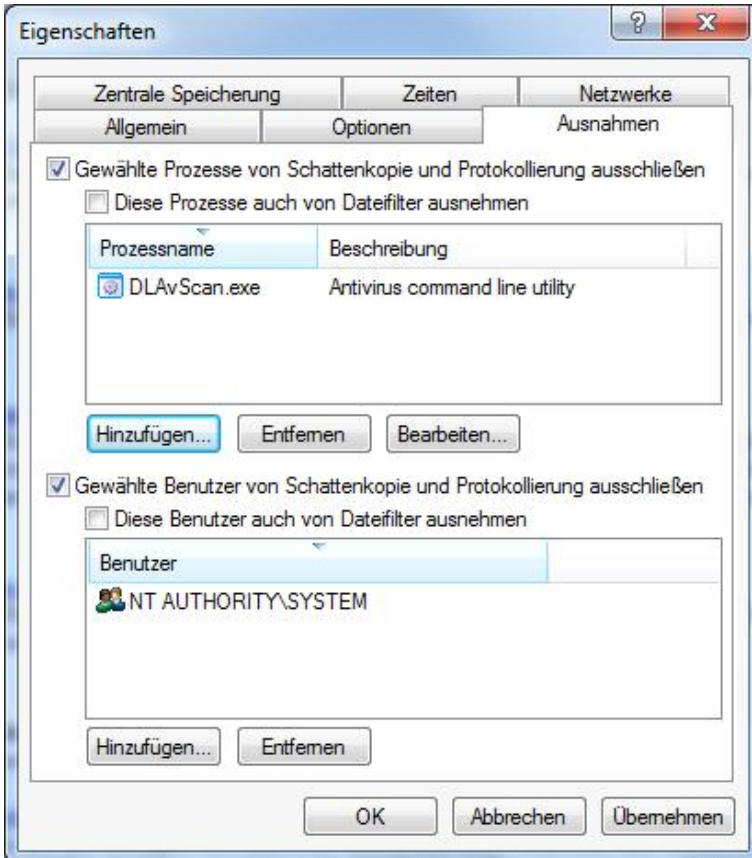 Eigenschaften
Zentrale Speicherung Zeiten Netzwerke
Allgemein Optionen Ausnahmen
Gewählte Prozesse von Schattenkopie und Protokollierung ausschließen
Diese Prozesse auch von Dateifilter ausnehmen
Prozessname Beschreibung
DLAvScan.exe Antivirus command line utility
Hinzufügen... Entfernen Bearbeiten...
Gewählte Benutzer von Schattenkopie und Protokollierung ausschließen
Diese Benutzer auch von Dateifilter ausnehmen
Benutzer
NT AUTHORITY\SYSTEM
Hinzufügen... Entfernen
OK Abbrechen Übernehmen